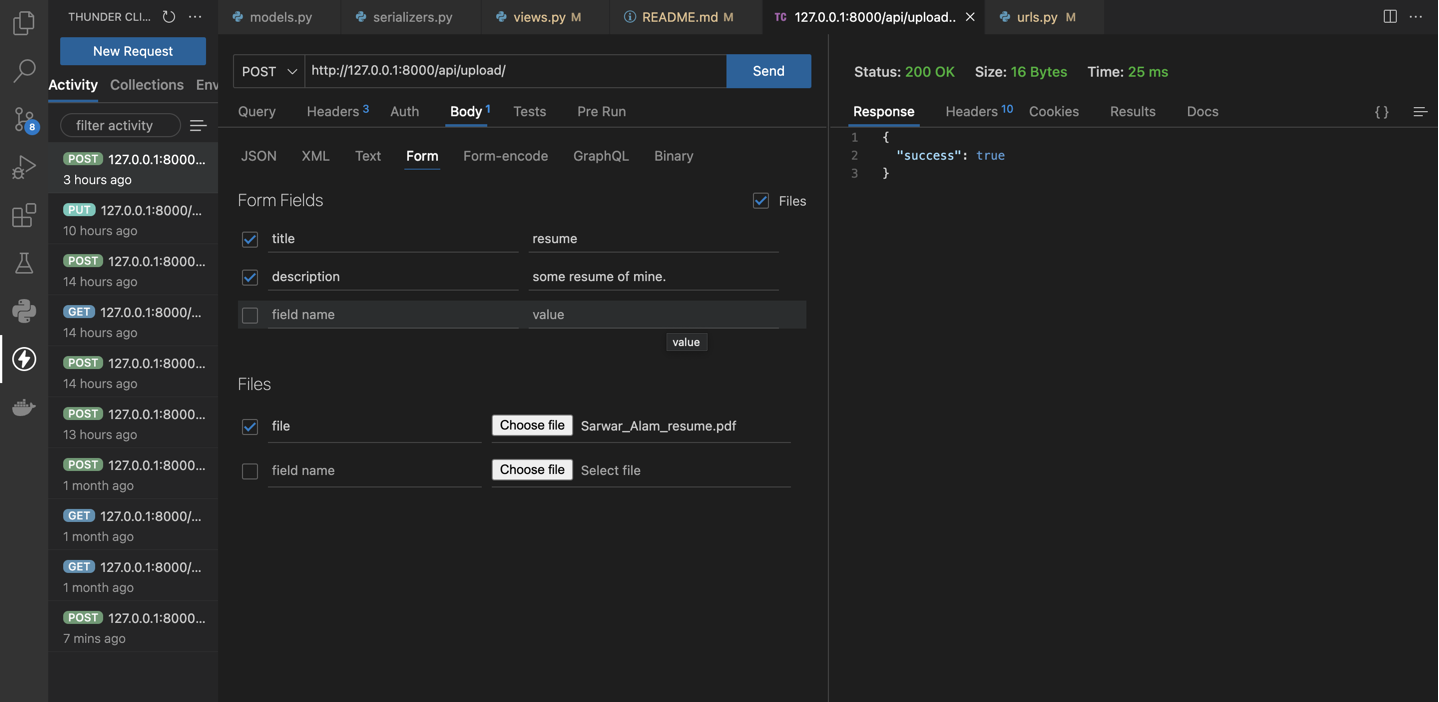 THUNDER CLI...
models.py
serializers.py
views.py M
README.md M
TC 127.0.0.1:8000/api/upload..
urls.py M
New Request
Activity Collections Env
filter activity
8
POST 127.0.0.1:8000...
3 hours ago
PUT 127.0.0.1:8000/...
10 hours ago
POST 127.0.0.1:8000...
14 hours ago
GET 127.0.0.1:8000/...
14 hours ago
POST 127.0.0.1:8000...
14 hours ago
POST 127.0.0.1:8000...
13 hours ago
POST 127.0.0.1:8000...
1 month ago
GET 127.0.0.1:8000/...
1 month ago
GET 127.0.0.1:8000/...
1 month ago
POST 127.0.0.1:8000...
7 mins ago
POST http://127.0.0.1:8000/api/upload/ Send
Query Headers 3 Auth Body 1 Tests Pre Run
JSON XML Text Form Form-encode GraphQL Binary
Form Fields Files
title resume
description some resume of mine.
field name value
value
Files
file Choose file Sarwar_Alam_resume.pdf
field name Choose file Select file
Status: 200 OK Size: 16 Bytes Time: 25 ms
Response Headers 10 Cookies Results Docs { }
1 {
2 "success": true
3 }